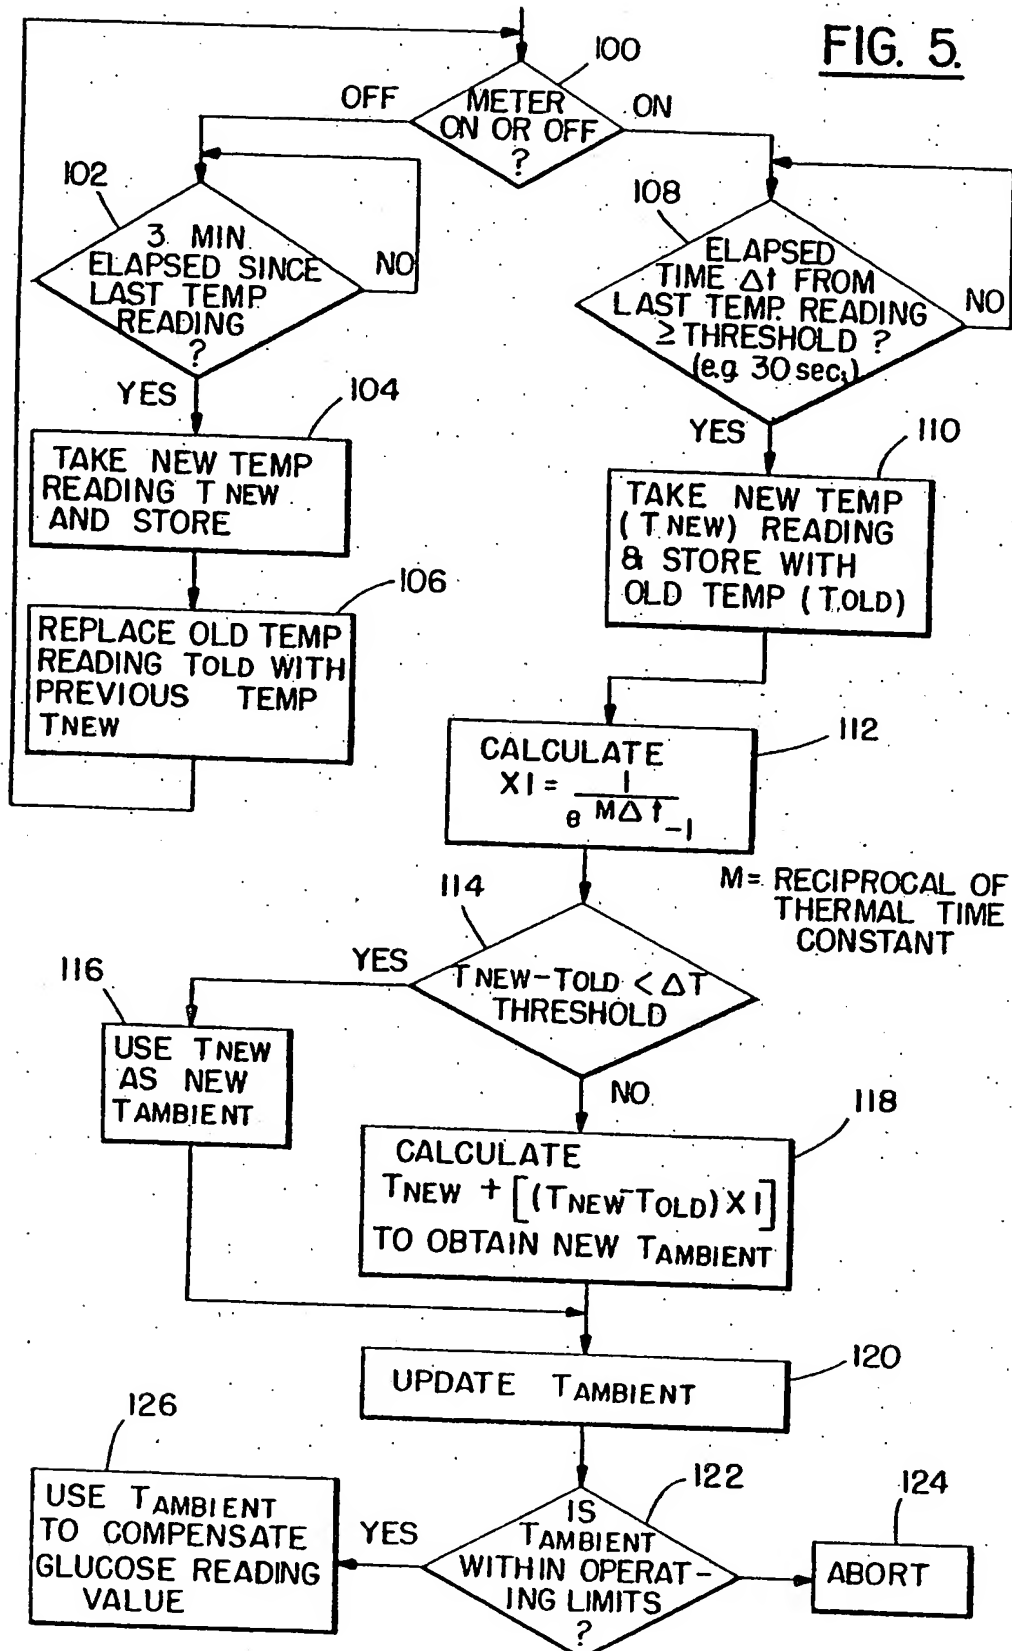 FIG. 5.
100
METER
ON OR OFF
?
OFF
ON
102
3 MIN
ELAPSED SINCE
LAST TEMP
READING
?
NO
YES
108
ELAPSED
TIME Δt FROM
LAST TEMP. READING
≥ THRESHOLD ?
(e.g. 30 sec.)
NO
YES
104
TAKE NEW TEMP
READING TNEW
AND STORE
110
TAKE NEW TEMP
(TNEW) READING
& STORE WITH
OLD TEMP (TOLD)
106
REPLACE OLD TEMP
READING TOLD WITH
PREVIOUS TEMP
TNEW
112
CALCULATE
X1 = 1
e MΔt -1
M= RECIPROCAL OF
THERMAL TIME
CONSTANT
114
TNEW-TOLD < ΔT
THRESHOLD
YES
NO
116
USE TNEW
AS NEW
TAMBIENT
118
CALCULATE
TNEW + [(TNEW-TOLD) X1]
TO OBTAIN NEW TAMBIENT
120
UPDATE TAMBIENT
122
IS
TAMBIENT
WITHIN OPERAT-
ING LIMITS
?
YES
126
USE TAMBIENT
TO COMPENSATE
GLUCOSE READING
VALUE
124
ABORT